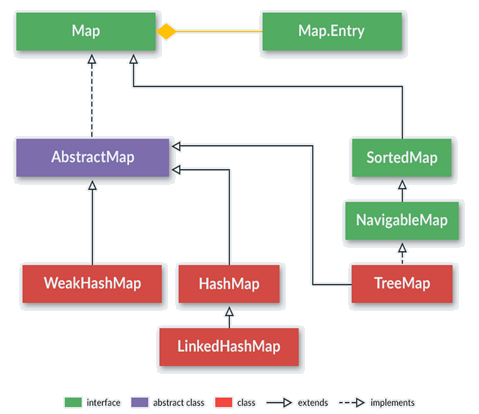 Map
Map.Entry
AbstractMap
SortedMap
NavigableMap
WeakHashMap
HashMap
TreeMap
LinkedHashMap
interface
abstract class
class
extends
implements